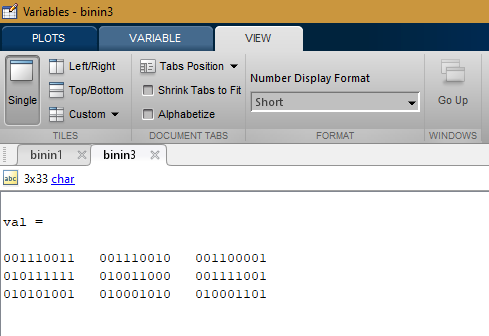 Variables - binin3
PLOTS VARIABLE VIEW
Single
Left/Right
Top/Bottom
Custom
TILES
Tabs Position
Shrink Tabs to Fit
Alphabetize
DOCUMENT TABS
Number Display Format
Short
FORMAT
Go Up
WINDOWS
binin1 binin3
abc 3x33 char
val =
001110011 001110010 001100001
010111111 010011000 001111001
010101001 010001010 010001101